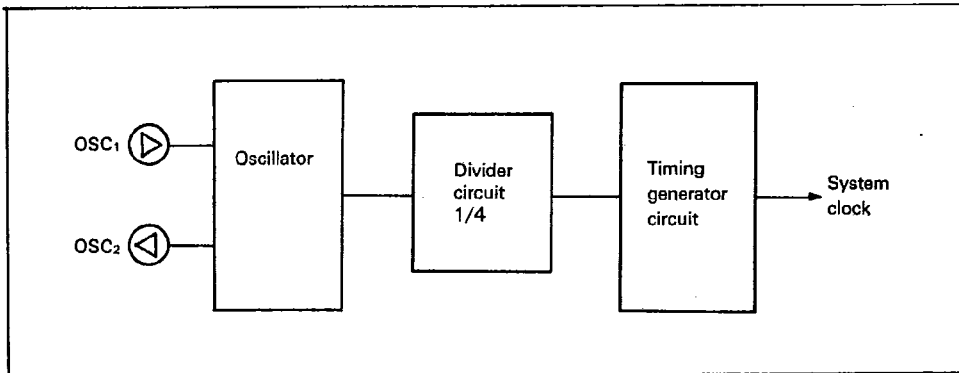 OSC₁
OSC₂
Oscillator
Divider
circuit
1/4
Timing
generator
circuit
System
clock